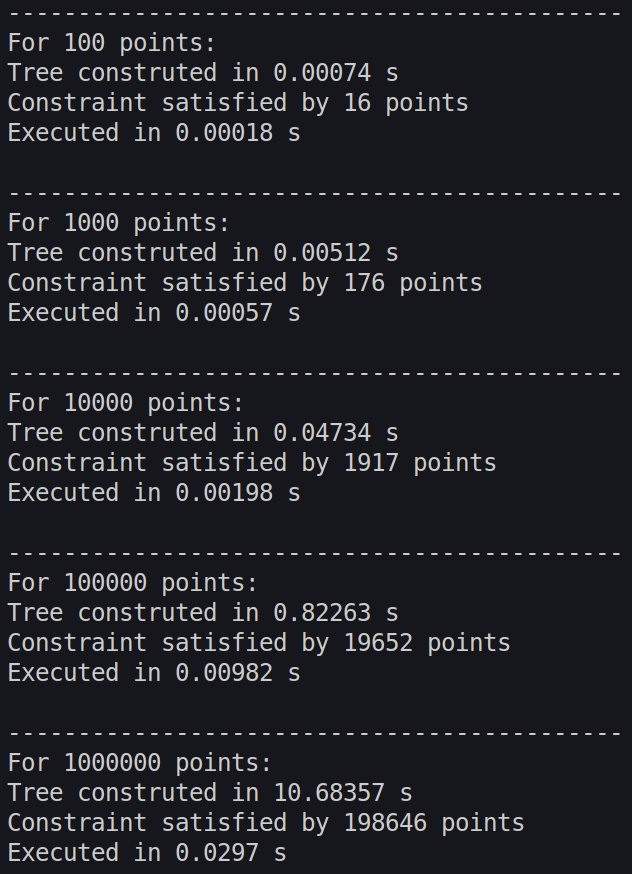 --------------------------------------------
For 100 points:
Tree construted in 0.00074 s
Constraint satisfied by 16 points
Executed in 0.00018 s
--------------------------------------------
For 1000 points:
Tree construted in 0.00512 s
Constraint satisfied by 176 points
Executed in 0.00057 s
--------------------------------------------
For 10000 points:
Tree construted in 0.04734 s
Constraint satisfied by 1917 points
Executed in 0.00198 s
--------------------------------------------
For 100000 points:
Tree construted in 0.82263 s
Constraint satisfied by 19652 points
Executed in 0.00982 s
--------------------------------------------
For 1000000 points:
Tree construted in 10.68357 s
Constraint satisfied by 198646 points
Executed in 0.0297 s